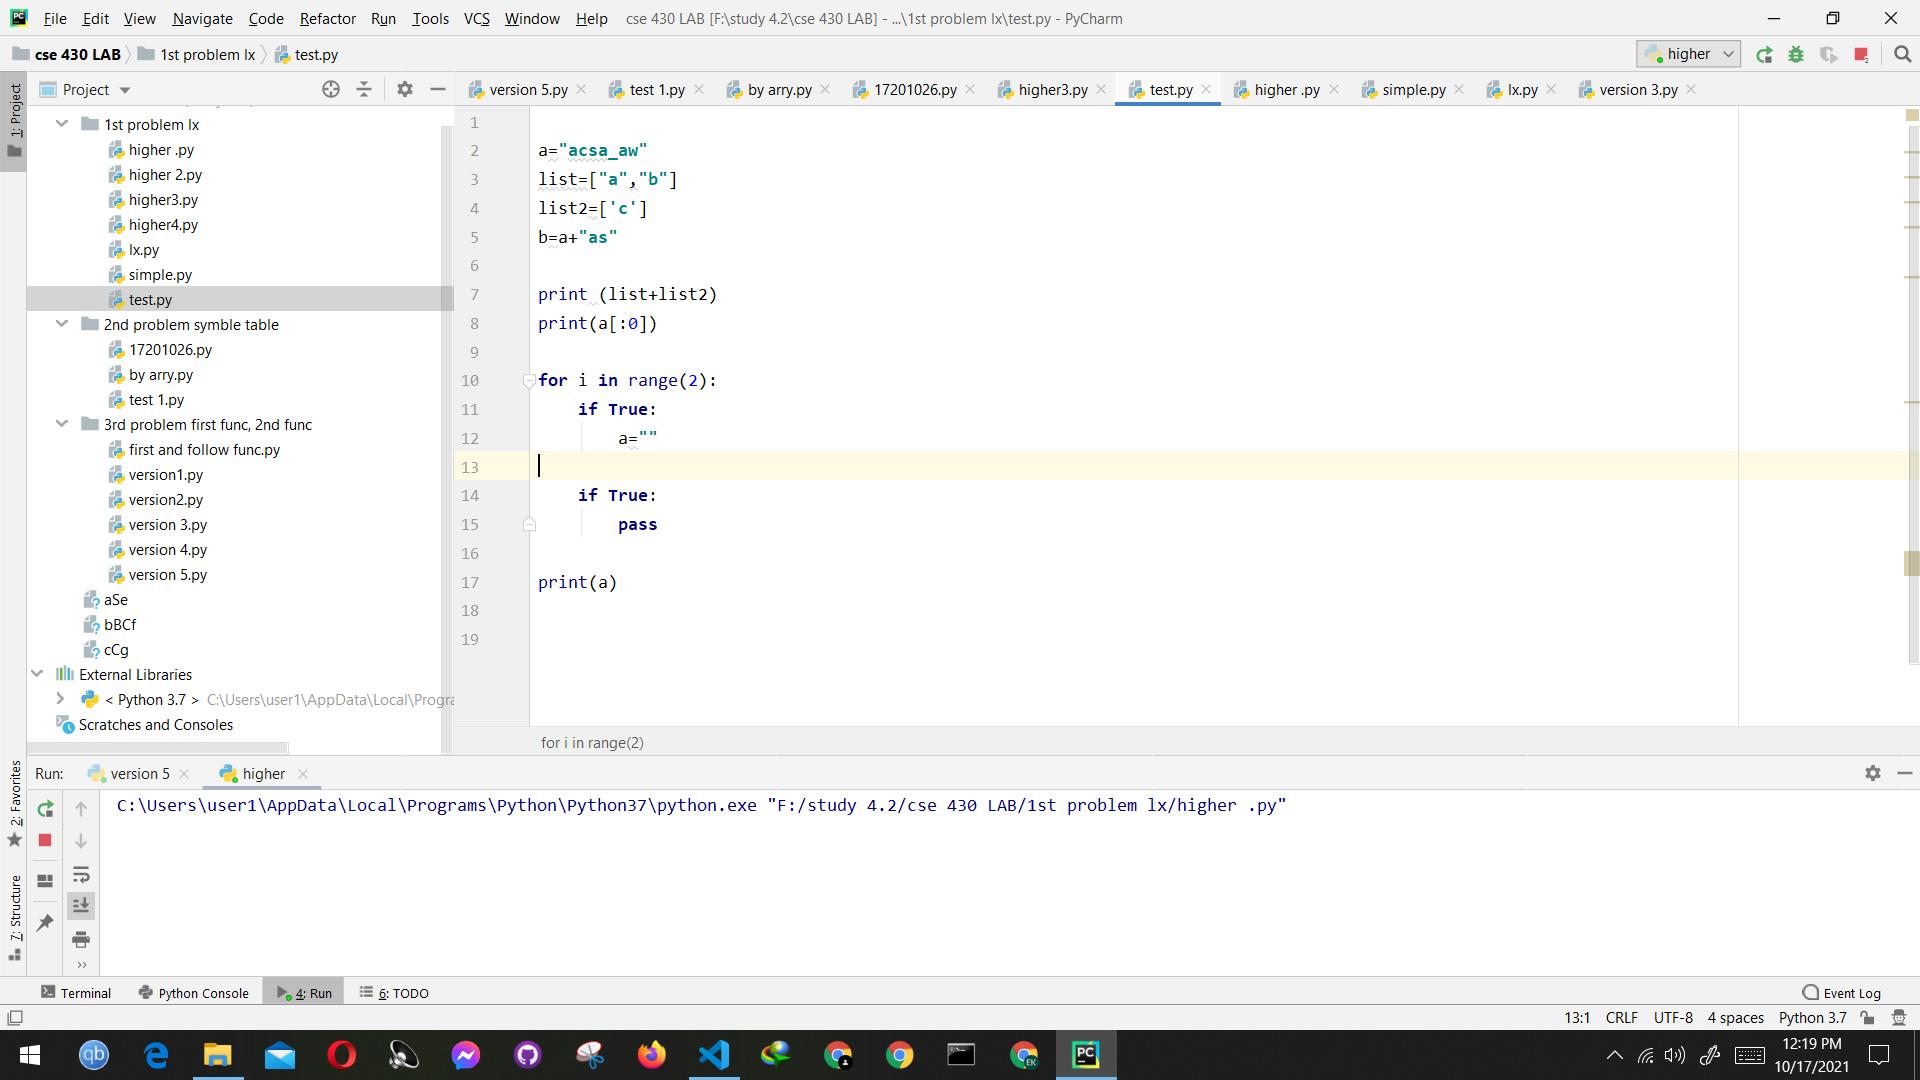 File Edit View Navigate Code Refactor Run Tools VCS Window Help cse 430 LAB [F:\study 4.2\cse 430 LAB] - ...\1st problem lx\test.py - PyCharm
cse 430 LAB 1st problem lx test.py higher
1: Project
Project
version 5.py test 1.py by arry.py 17201026.py higher3.py test.py higher .py simple.py lx.py version 3.py
1st problem lx
higher .py
higher 2.py
higher3.py
higher4.py
lx.py
simple.py
test.py
2nd problem symble table
17201026.py
by arry.py
test 1.py
3rd problem first func, 2nd func
first and follow func.py
version1.py
version2.py
version 3.py
version 4.py
version 5.py
aSe
bBCf
cCg
External Libraries
< Python 3.7 > C:\Users\user1\AppData\Local\Progra
Scratches and Consoles
1
2 a="acsa_aw"
3 list=["a","b"]
4 list2=['c']
5 b=a+"as"
6
7 print (list+list2)
8 print(a[:0])
9
10 for i in range(2):
11 if True:
12 a=""
13
14 if True:
15 pass
16
17 print(a)
18
19
for i in range(2)
2: Favorites
7: Structure
Run: version 5 higher
C:\Users\user1\AppData\Local\Programs\Python\Python37\python.exe "F:/study 4.2/cse 430 LAB/1st problem lx/higher .py"
Terminal Python Console 4: Run 6: TODO Event Log
13:1 CRLF UTF-8 4 spaces Python 3.7
12:19 PM
10/17/2021